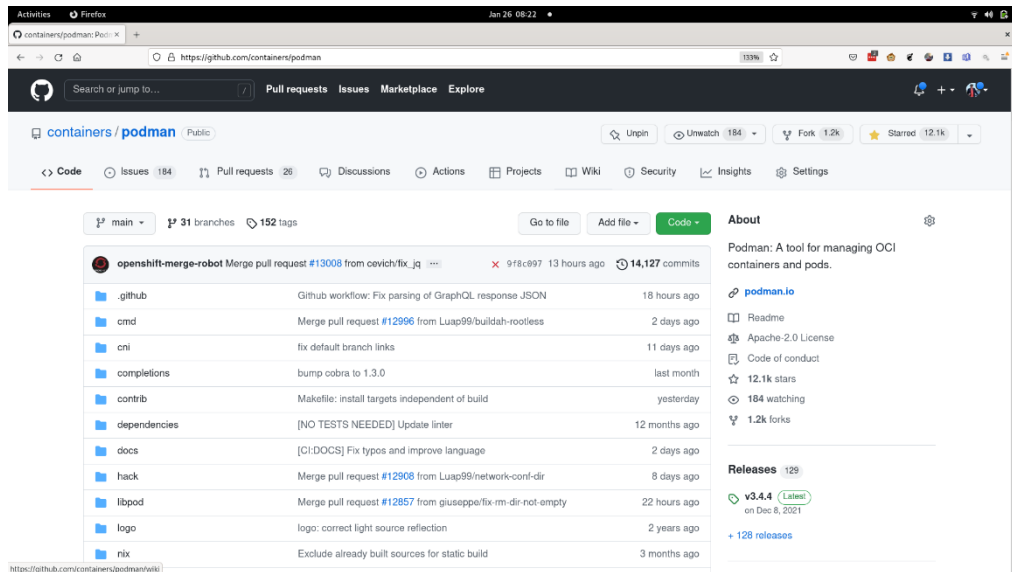 Activities Firefox Jan 26 08:22
containers/podman: Pod
https://github.com/containers/podman 133%
Search or jump to... / Pull requests Issues Marketplace Explore
containers / podman Public Unpin Unwatch 184 Fork 1.2k Starred 12.1k
Code Issues 184 Pull requests 26 Discussions Actions Projects Wiki Security Insights Settings
main 31 branches 152 tags Go to file Add file Code
openshift-merge-robot Merge pull request #13008 from cevich/fix_jq ... 9f8c097 13 hours ago 14,127 commits
.github Github workflow: Fix parsing of GraphQL response JSON 18 hours ago
cmd Merge pull request #12996 from Luap99/buildah-rootless 2 days ago
cni fix default branch links 11 days ago
completions bump cobra to 1.3.0 last month
contrib Makefile: install targets independent of build yesterday
dependencies [NO TESTS NEEDED] Update linter 12 months ago
docs [CI:DOCS] Fix typos and improve language 2 days ago
hack Merge pull request #12908 from Luap99/network-conf-dir 8 days ago
libpod Merge pull request #12857 from giuseppe/fix-rm-dir-not-empty 22 hours ago
logo logo: correct light source reflection 2 years ago
nix Exclude already built sources for static build 3 months ago
About
Podman: A tool for managing OCI
containers and pods.
podman.io
Readme
Apache-2.0 License
Code of conduct
12.1k stars
184 watching
1.2k forks
Releases 129
v3.4.4 Latest
on Dec 8, 2021
+ 128 releases
https://github.com/containers/podman/wiki